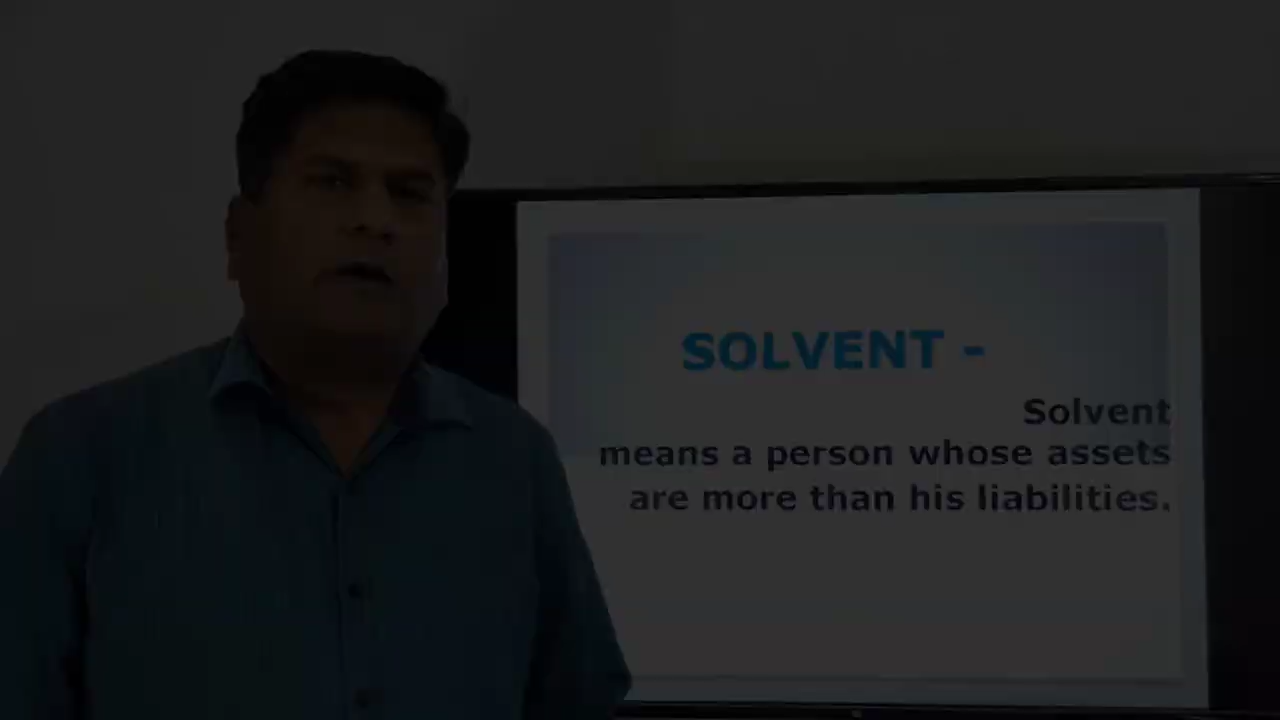 SOLVENT -
Solvent
means a person whose assets
are more than his liabilities.